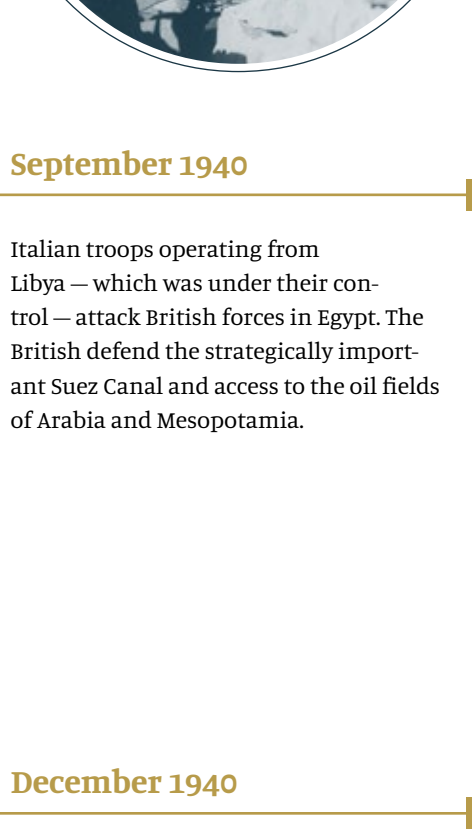 September 1940
Italian troops operating from
Libya — which was under their con-
trol — attack British forces in Egypt. The
British defend the strategically import-
ant Suez Canal and access to the oil fields
of Arabia and Mesopotamia.
December 1940